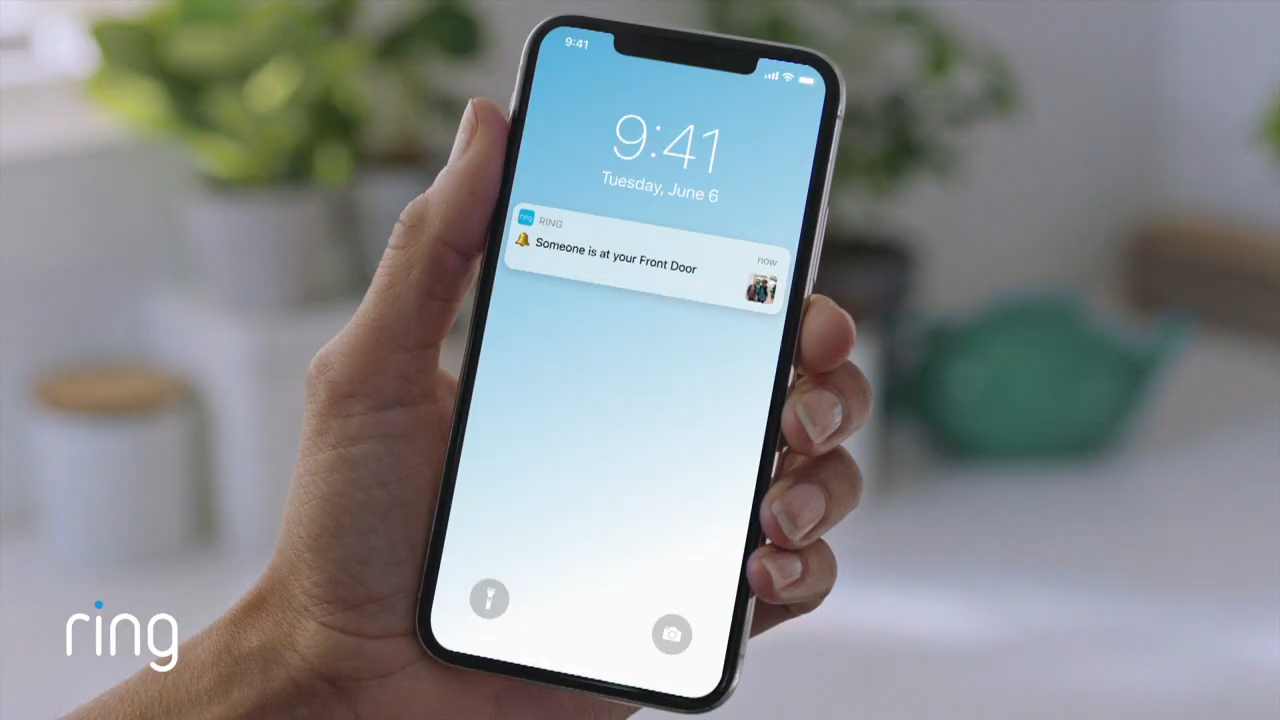 9:41
9:41
Tuesday, June 6
ring RING
now
Someone is at your Front Door
ring